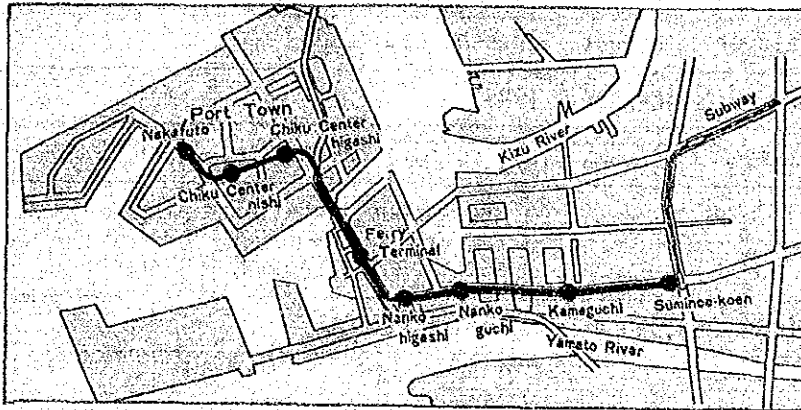 Port Town
Nakafuto
Chiku Center
higashi
Chiku Center
nishi
Subway
Kizu River
Ferry
Terminal
Nanko
higashi
Nanko
guchi
Kamaguchi
Suminoe-koen
Yamato River